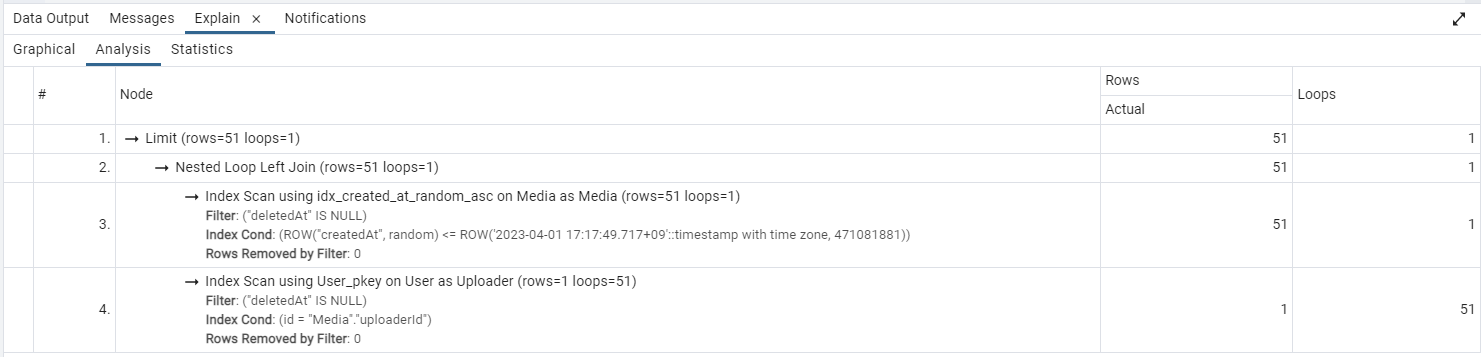 Data Output Messages Explain × Notifications
Graphical Analysis Statistics
# Node Rows Loops
Actual
1. → Limit (rows=51 loops=1) 51 1
2. → Nested Loop Left Join (rows=51 loops=1) 51 1
→ Index Scan using idx_created_at_random_asc on Media as Media (rows=51 loops=1)
Filter: ("deletedAt" IS NULL)
3. Index Cond: (ROW("createdAt", random) <= ROW('2023-04-01 17:17:49.717+09'::timestamp with time zone, 471081881)) 51 1
Rows Removed by Filter: 0
→ Index Scan using User_pkey on User as Uploader (rows=1 loops=51)
Filter: ("deletedAt" IS NULL)
4. Index Cond: (id = "Media"."uploaderId") 1 51
Rows Removed by Filter: 0